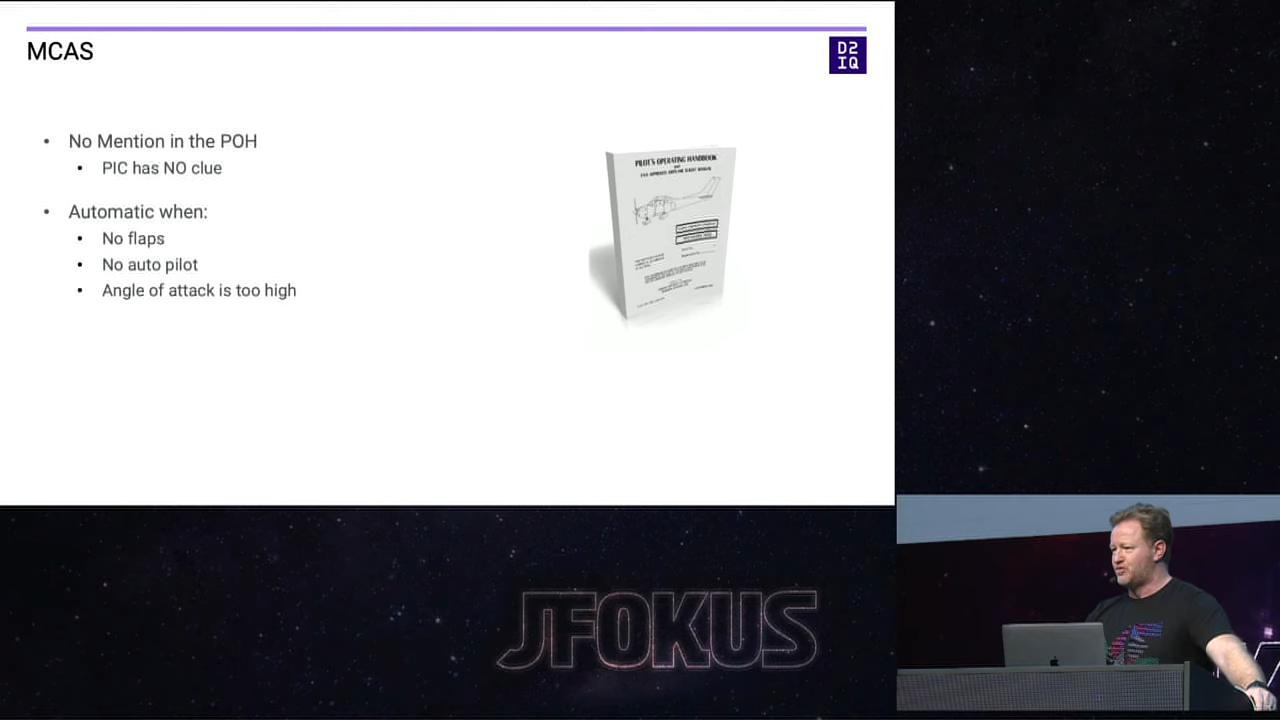 MCAS
D2
IQ
• No Mention in the POH
• PIC has NO clue
• Automatic when:
• No flaps
• No auto pilot
• Angle of attack is too high
PILOT'S OPERATING HANDBOOK
JFOKUS